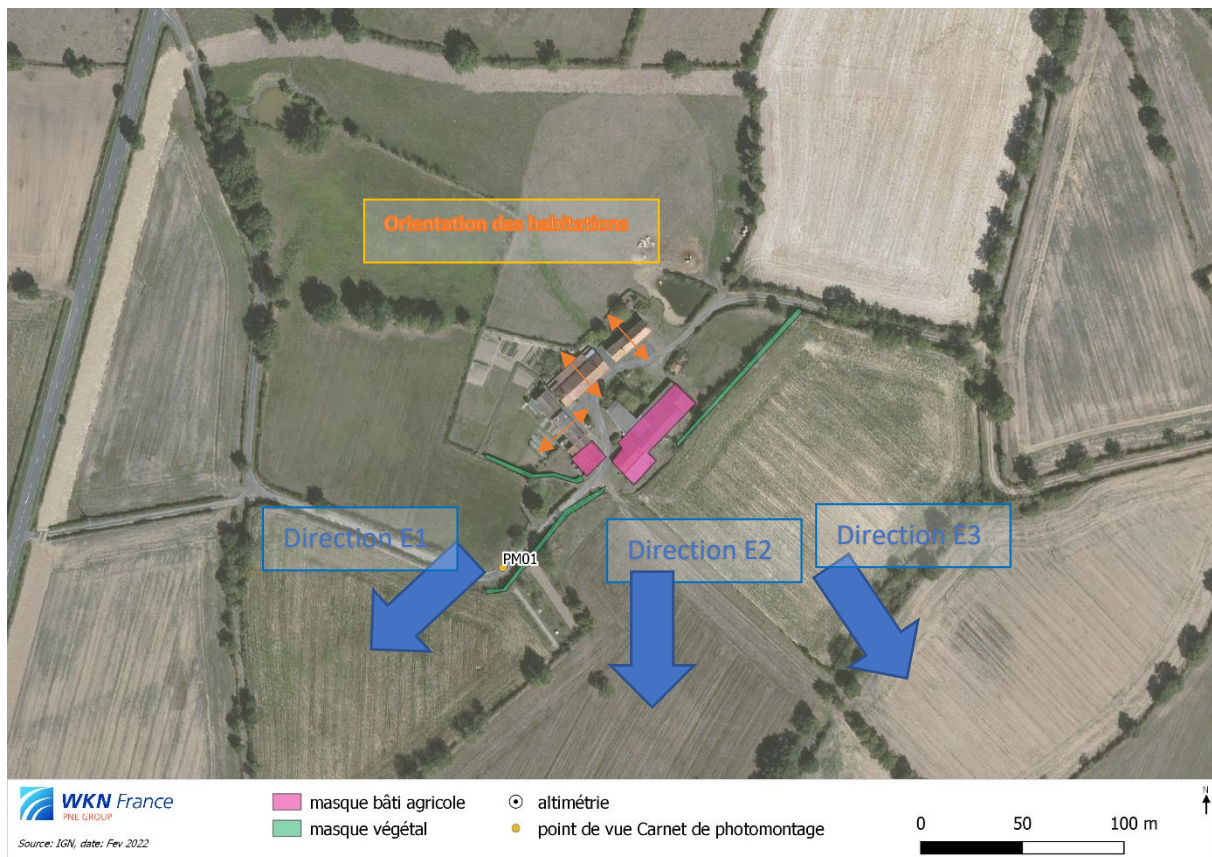 Orientation des habitations
Direction E1
PM01
Direction E2
Direction E3
WKN France
PNE GROUP
Source: IGN, date: Fev 2022
masque bâti agricole
masque végétal
altimétrie
point de vue Carnet de photomontage
0 50 100 m
N